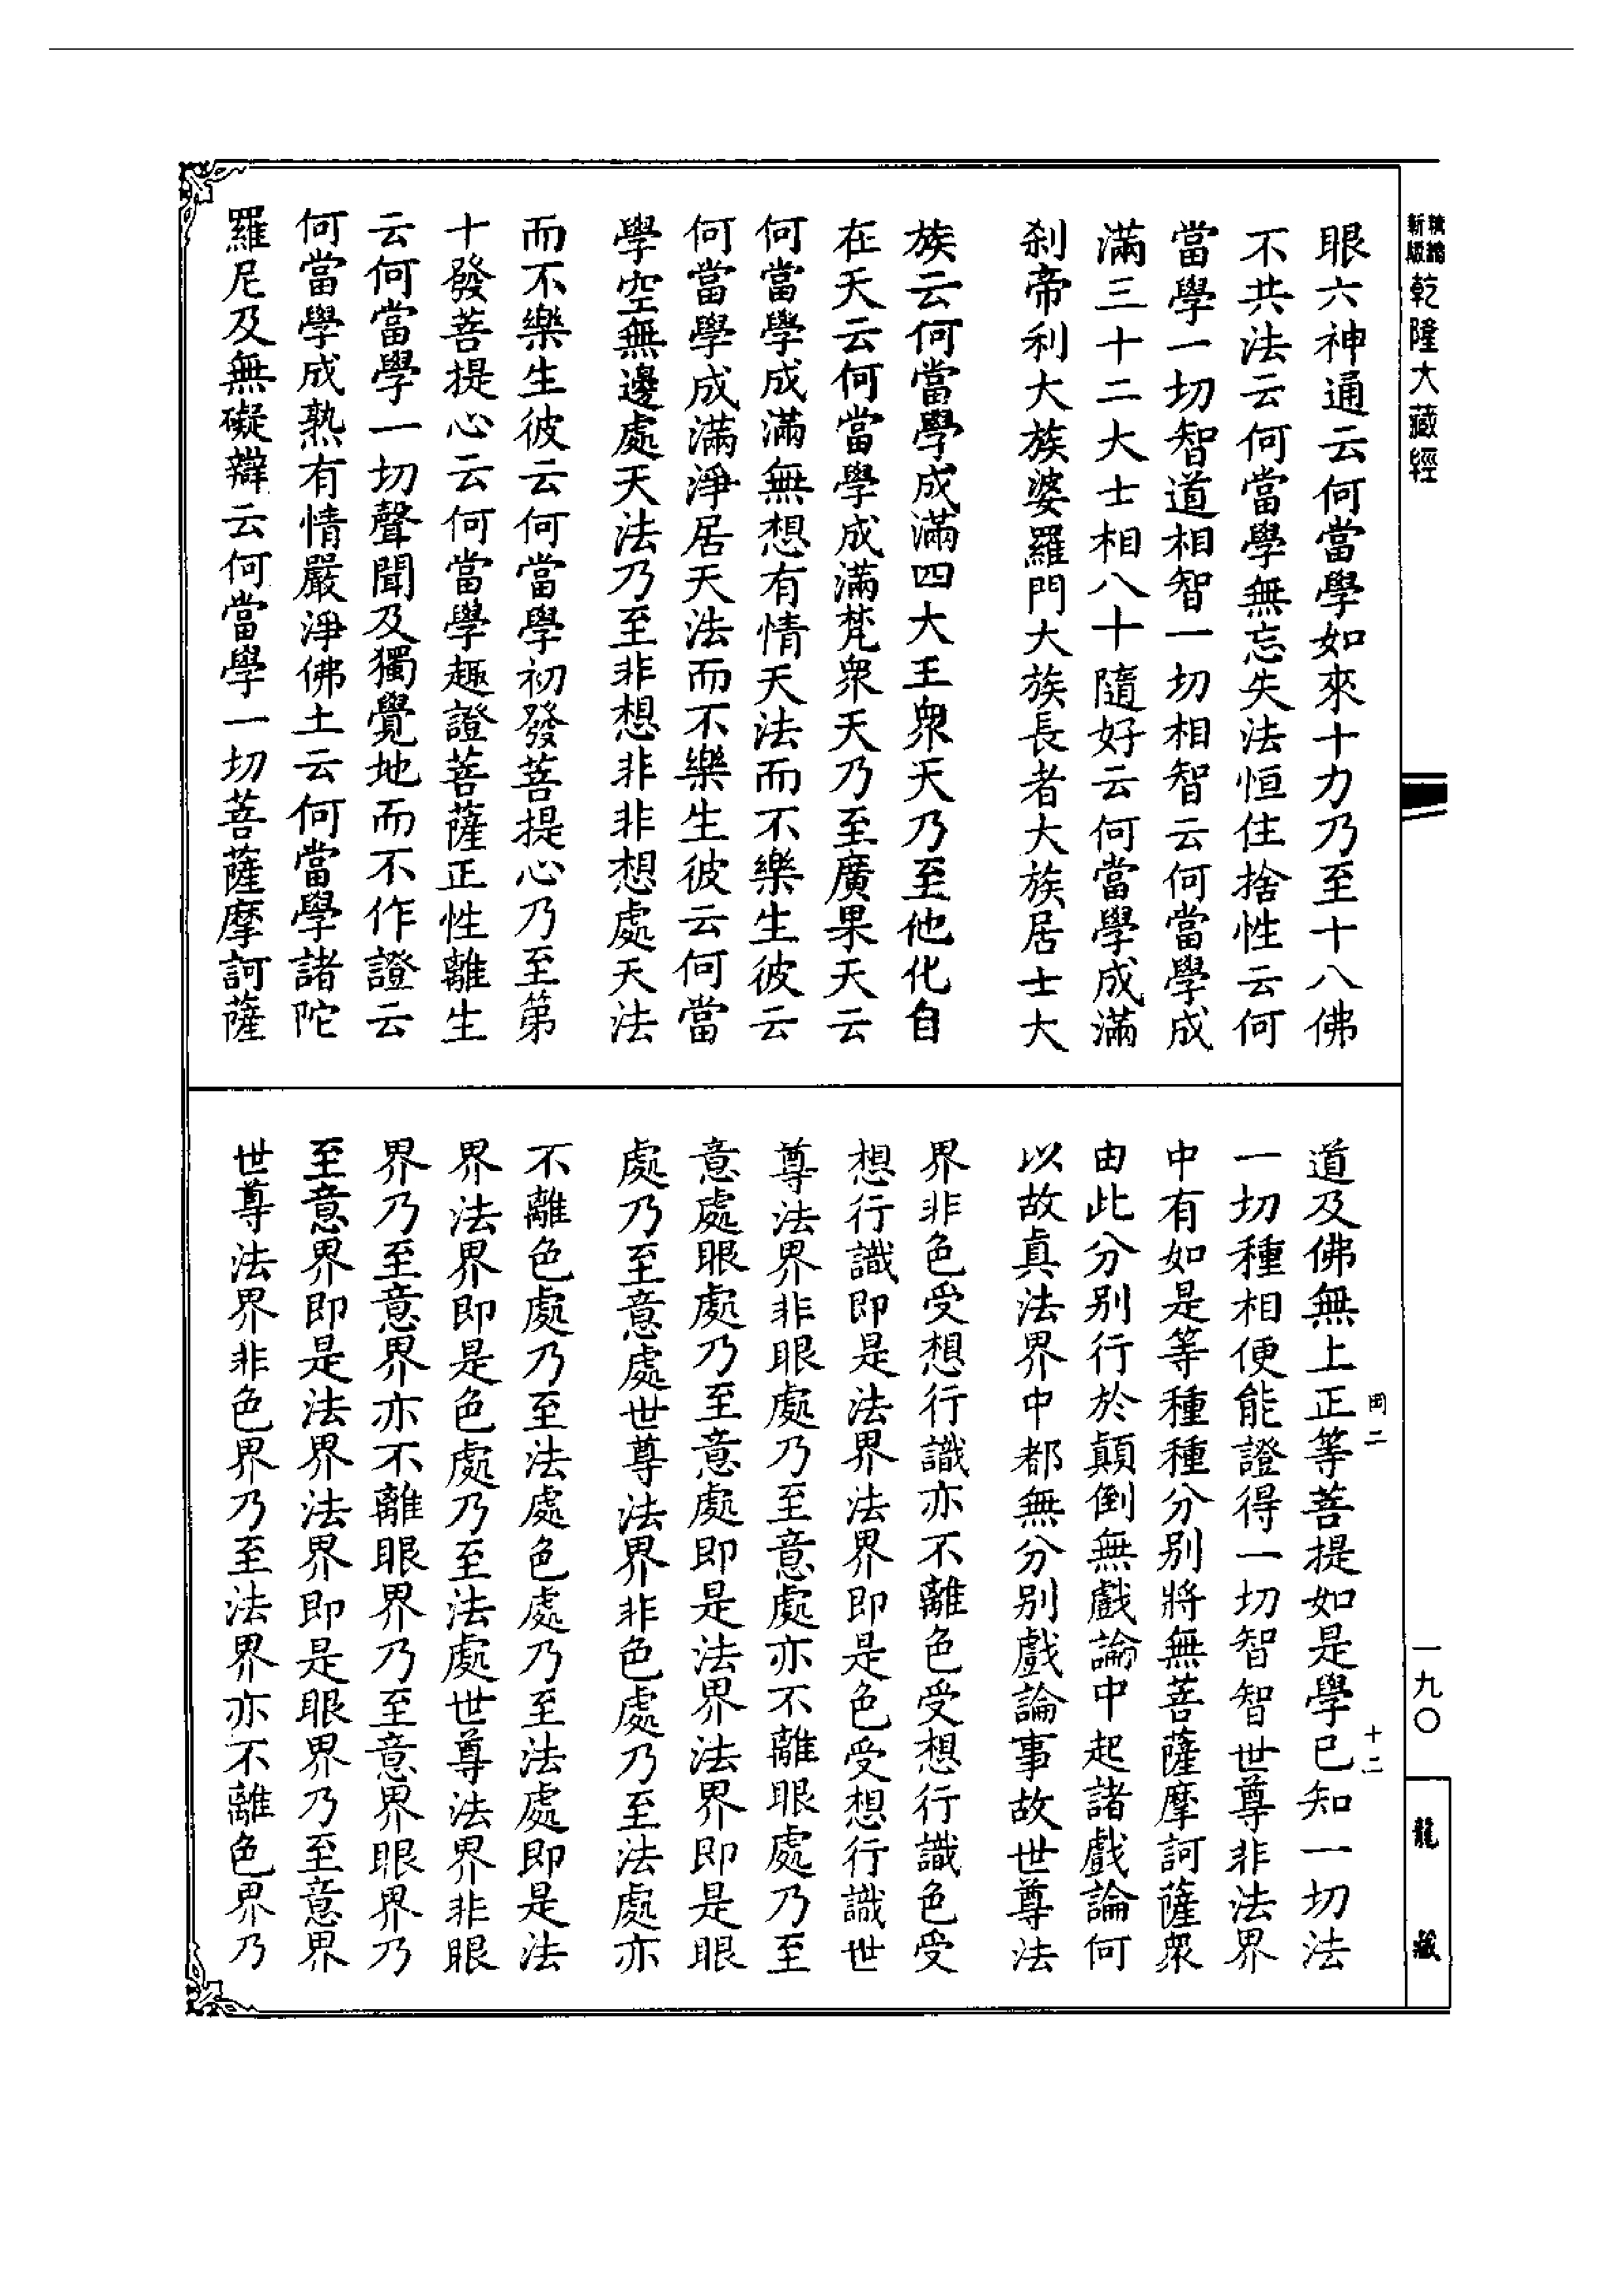 新版
精譜
乾隆大藏經
一九〇
龍藏
眼六神通云何當學如來十力乃至十八佛
不共法云何當學無忘失法恒住捨性云何
當學一切智道相智一切相智云何當學成
滿三十二大士相八十隨好云何當學成滿
剎帝利大族婆羅門大族長者大族居士大
族云何當學成滿四大王衆天乃至他化自
在天云何當學成滿梵衆天乃至廣果天云
何當學成滿無想有情天法而不樂生彼云
何當學成滿淨居天法而不樂生彼云何當
學空無邊處天法乃至非想非非想處天法
而不樂生彼云何當學初發菩提心乃至第
十發菩提心云何當學趣證菩薩正性離生
云何當學一切聲聞及獨覺地而不作證云
何當學成熟有情嚴淨佛土云何當學諸陀
羅尼及無礙辯云何當學一切菩薩摩訶薩
道及佛無上正等菩提如是學已知一切法
岡二
十二
一切種相便能證得一切智智世尊非法界
中有如是等種種分別將無菩薩摩訶薩衆
由此分別行於顛倒無戲論中起諸戲論何
以故真法界中都無分別戲論事故世尊法
界非色受想行識亦不離色受想行識色受
想行識即是法界法界即是色受想行識世
尊法界非眼處乃至意處亦不離眼處乃至
意處眼處乃至意處即是法界法界即是眼
處乃至意處世尊法界非色處乃至法處亦
不離色處乃至法處色處乃至法處即是法
界法界即是色處乃至法處世尊法界非眼
界乃至意界亦不離眼界乃至意界眼界乃
至意界即是法界法界即是眼界乃至意界
世尊法界非色界乃至法界亦不離色界乃